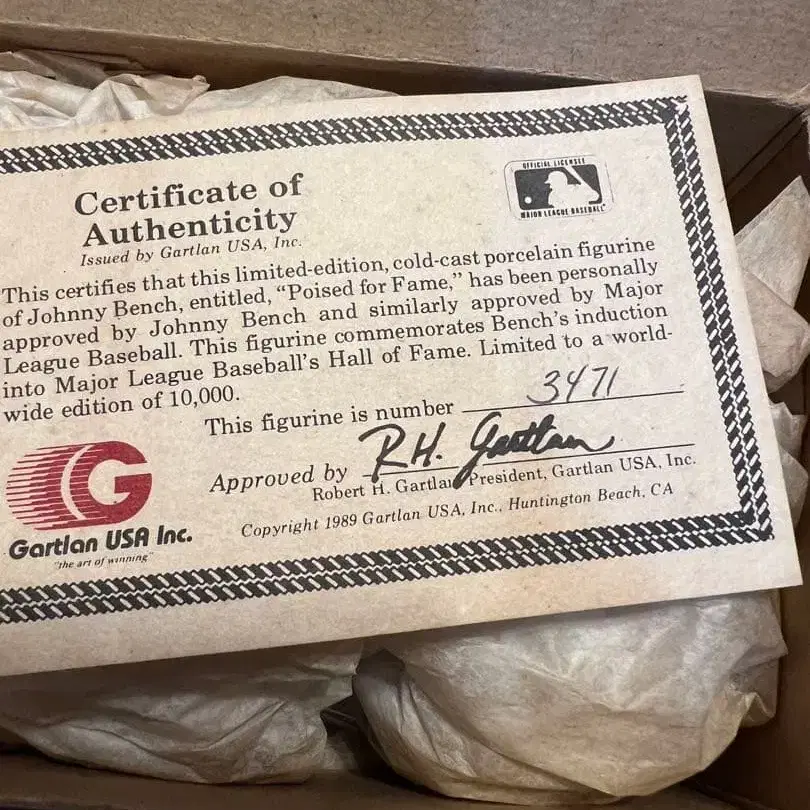 OFFICIAL LICENSEE
MAJOR LEAGUE BASEBALL
Certificate of
Authenticity
Issued by Gartlan USA, Inc.
This certifies that this limited-edition, cold-cast porcelain figurine
of Johnny Bench, entitled, “Poised for Fame,” has been personally
approved by Johnny Bench and similarly approved by Major
League Baseball. This figurine commemorates Bench's induction
into Major League Baseball's Hall of Fame. Limited to a world-
wide edition of 10,000.
This figurine is number 3471
Approved by R.H. Gartlan
Robert H. Gartlan President, Gartlan USA, Inc.
Copyright 1989 Gartlan USA, Inc., Huntington Beach, CA
G
Gartlan USA Inc.
"the art of winning"